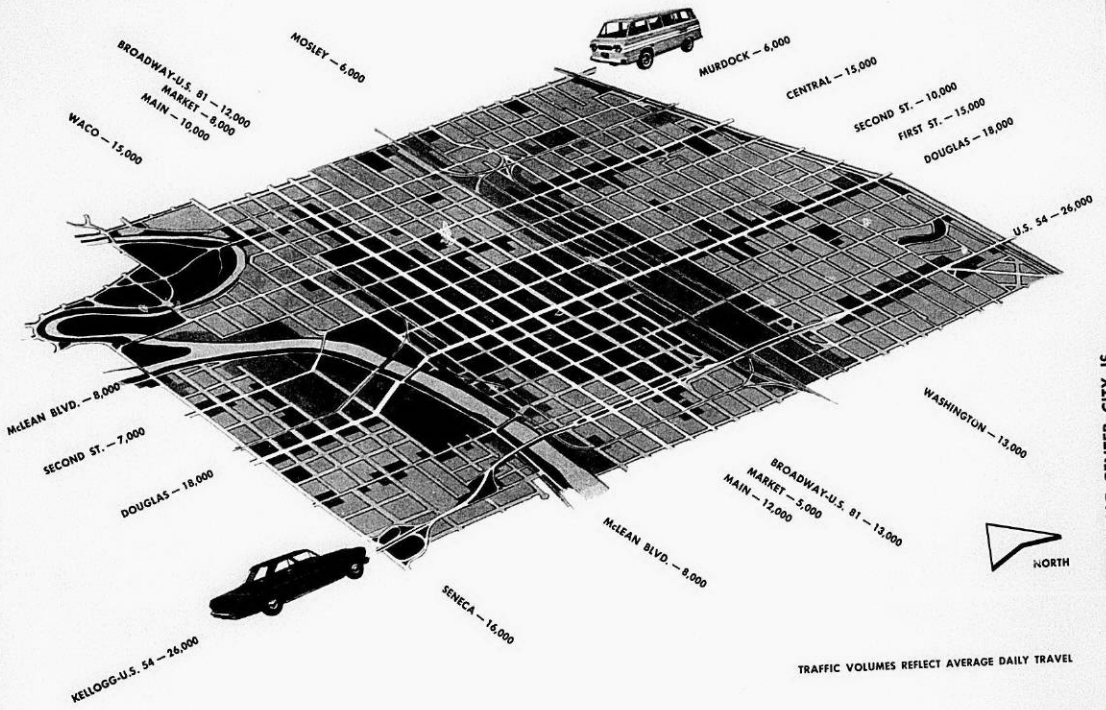 MOSLEY — 6,000
BROADWAY-U.S. 81 — 12,000
MARKET — 8,000
MAIN — 10,000
WACO — 15,000
MURDOCK — 6,000
CENTRAL — 15,000
SECOND ST. — 10,000
FIRST ST. — 15,000
DOUGLAS — 18,000
U.S. 54 — 26,000
McLEAN BLVD. — 8,000
SECOND ST. — 7,000
DOUGLAS — 18,000
KELLOGG-U.S. 54 — 26,000
SENECA — 16,000
McLEAN BLVD. — 8,000
BROADWAY-U.S. 81 — 13,000
MARKET — 5,000
MAIN — 12,000
WASHINGTON — 13,000
NORTH
TRAFFIC VOLUMES REFLECT AVERAGE DAILY TRAVEL
CENTER CITY IS